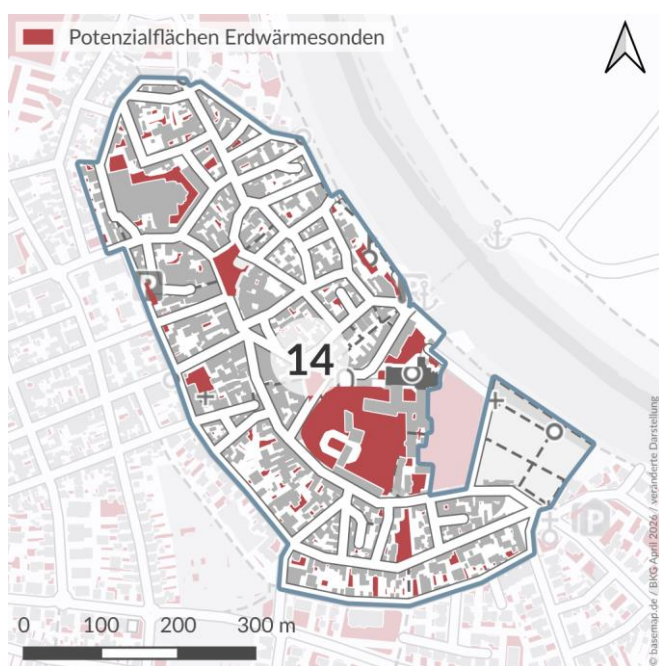 Potenzialflächen Erdwärmesonden
P
14
P
0 100 200 300 m
© basemap.de / BKG April 2026 / veränderte Darstellung